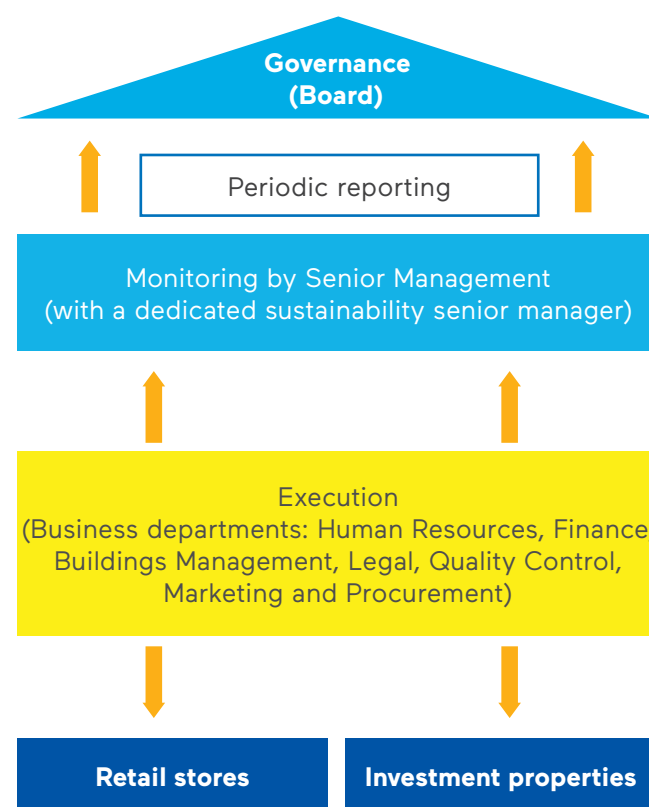 Governance
(Board)
Periodic reporting
Monitoring by Senior Management
(with a dedicated sustainability senior manager)
Execution
(Business departments: Human Resources, Finance
Buildings Management, Legal, Quality Control,
Marketing and Procurement)
Retail stores
Investment properties